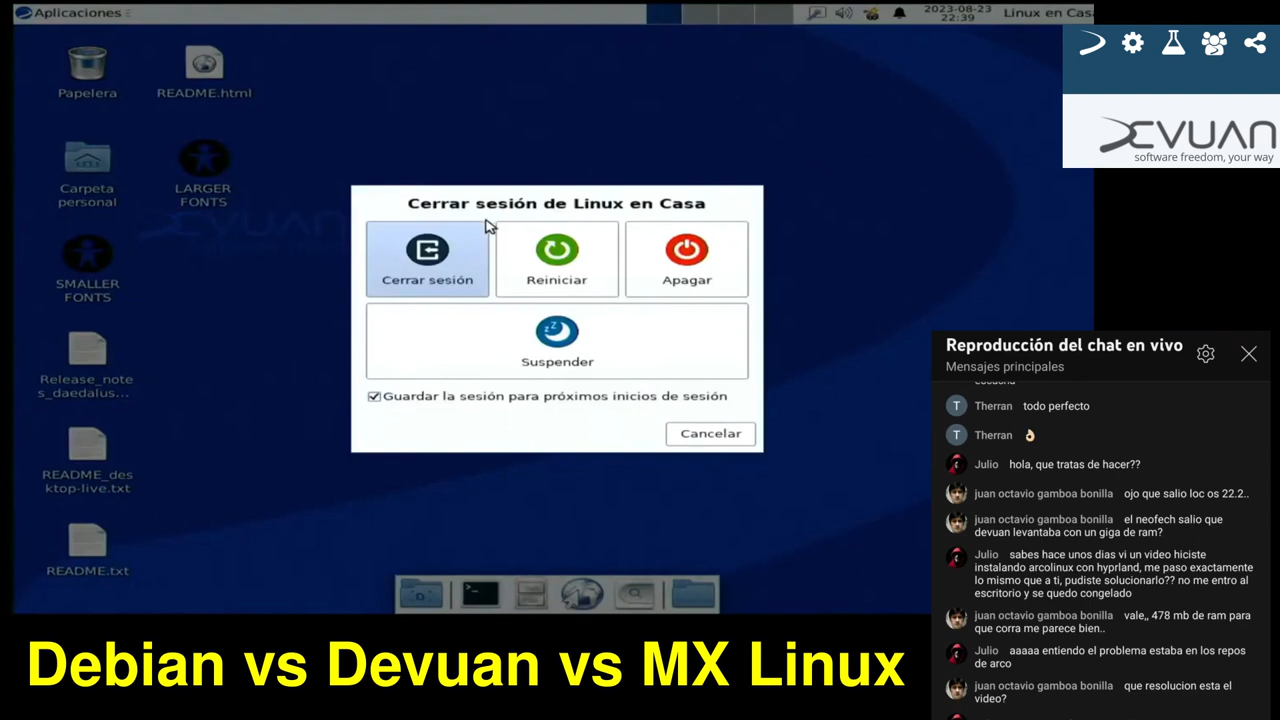 Aplicaciones
2023-08-23
22:39
Linux en Casa
Papelera
README.html
DEVUAN
software freedom, your way
Carpeta
personal
LARGER
FONTS
SMALLER
FONTS
Release_note
s_daedalus...
README_des
ktop-live.txt
README.txt
Cerrar sesión de Linux en Casa
Cerrar sesión
Reiniciar
Apagar
Suspender
Guardar la sesión para próximos inicios de sesión
Cancelar
Reproducción del chat en vivo
Mensajes principales
T Therran todo perfecto
T Therran 👌
Julio hola, que tratas de hacer??
juan octavio gamboa bonilla ojo que salio loc os 22.2..
juan octavio gamboa bonilla el neofech salio que
devuan levantaba con un giga de ram?
Julio sabes hace unos dias vi un video hiciste
instalando arcolinux con hyprland, me paso exactamente
lo mismo que a ti, pudiste solucionarlo?? no me entro al
escritorio y se quedo congelado
juan octavio gamboa bonilla vale,, 478 mb de ram para
que corra me parece bien..
Julio aaaaa entiendo el problema estaba en los repos
de arco
juan octavio gamboa bonilla que resolucion esta el
video?
Debian vs Devuan vs MX Linux